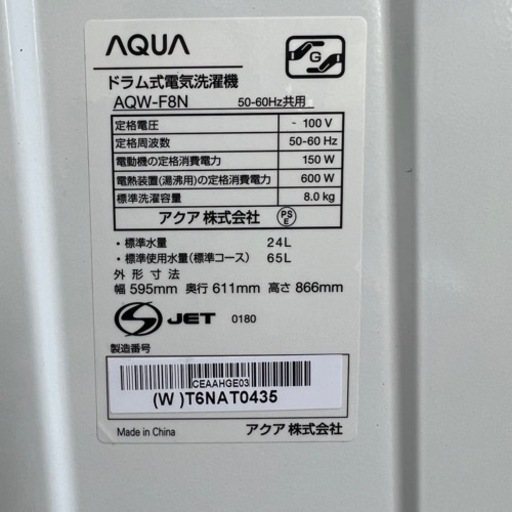 AQUA
G
ドラム式電気洗濯機
AQW-F8N 50-60Hz共用
定格電圧 ~ 100 V
定格周波数 50-60 Hz
電動機の定格消費電力 150 W
電熱装置(湯沸用)の定格消費電力 600 W
標準洗濯容量 8.0 kg
アクア 株式会社 PSE
・標準水量 24L
・標準使用水量(標準コース) 65L
外 形 寸 法
幅 595mm 奥行 611mm 高さ 866mm
S JET 0180
製造番号
CEAAHGE03
(W )T6NAT0435
Made in China アクア 株式会社